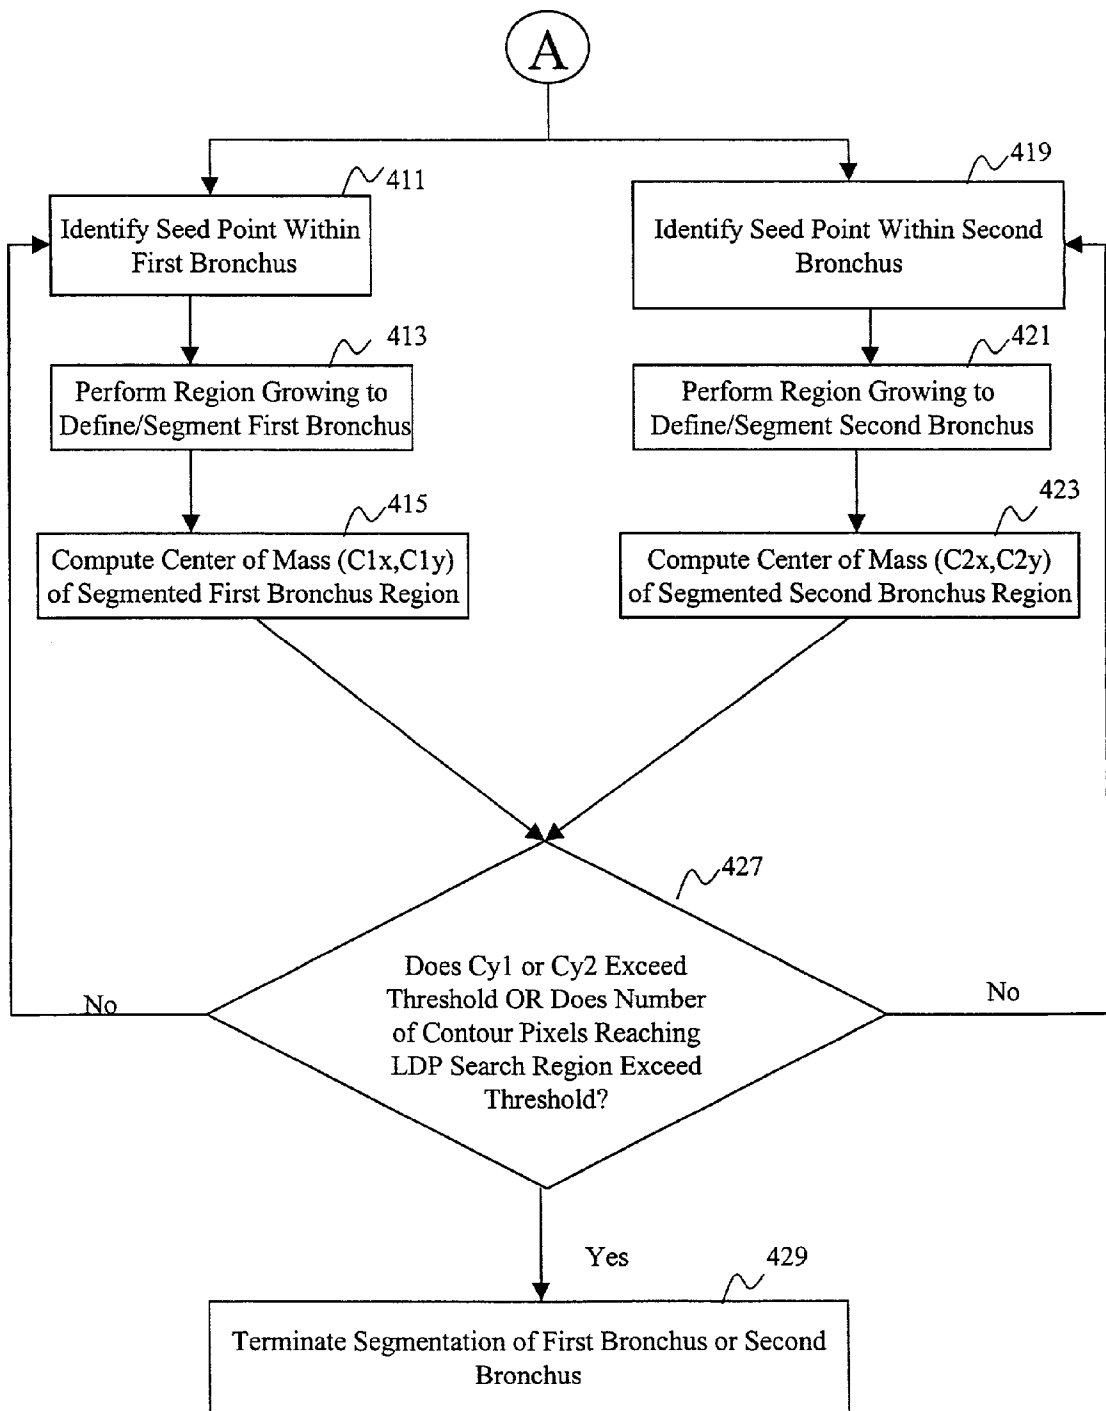 A
411
Identify Seed Point Within
First Bronchus
413
Perform Region Growing to
Define/Segment First Bronchus
415
Compute Center of Mass (C1x,C1y)
of Segmented First Bronchus Region
419
Identify Seed Point Within Second
Bronchus
421
Perform Region Growing to
Define/Segment Second Bronchus
423
Compute Center of Mass (C2x,C2y)
of Segmented Second Bronchus Region
427
Does Cy1 or Cy2 Exceed
Threshold OR Does Number
of Contour Pixels Reaching
LDP Search Region Exceed
Threshold?
No
No
Yes
429
Terminate Segmentation of First Bronchus or Second
Bronchus